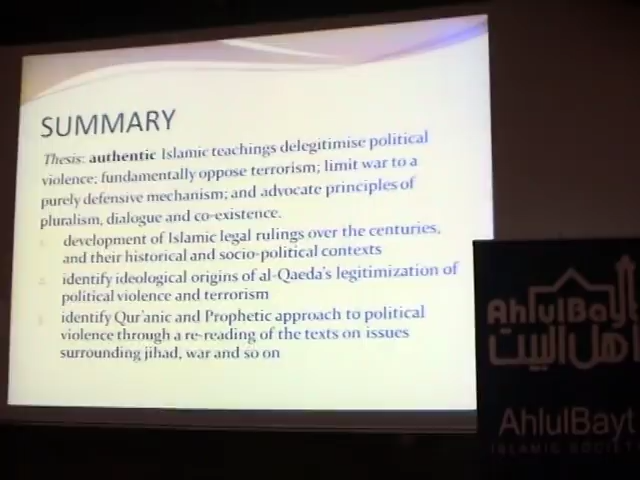 SUMMARY
Thesis: authentic Islamic teachings delegitimise political
violence; fundamentally oppose terrorism; limit war to a
purely defensive mechanism; and advocate principles of
pluralism, dialogue and co-existence.
development of Islamic legal rulings over the centuries,
and their historical and socio-political contexts
identify ideological origins of al-Qaeda's legitimization of
political violence and terrorism
identify Qur'anic and Prophetic approach to political
violence through a re-reading of the texts on issues
surrounding jihad, war and so on
AhlulBayt
أهل البيت
AhlulBayt
ISLAMIC SOCIETY